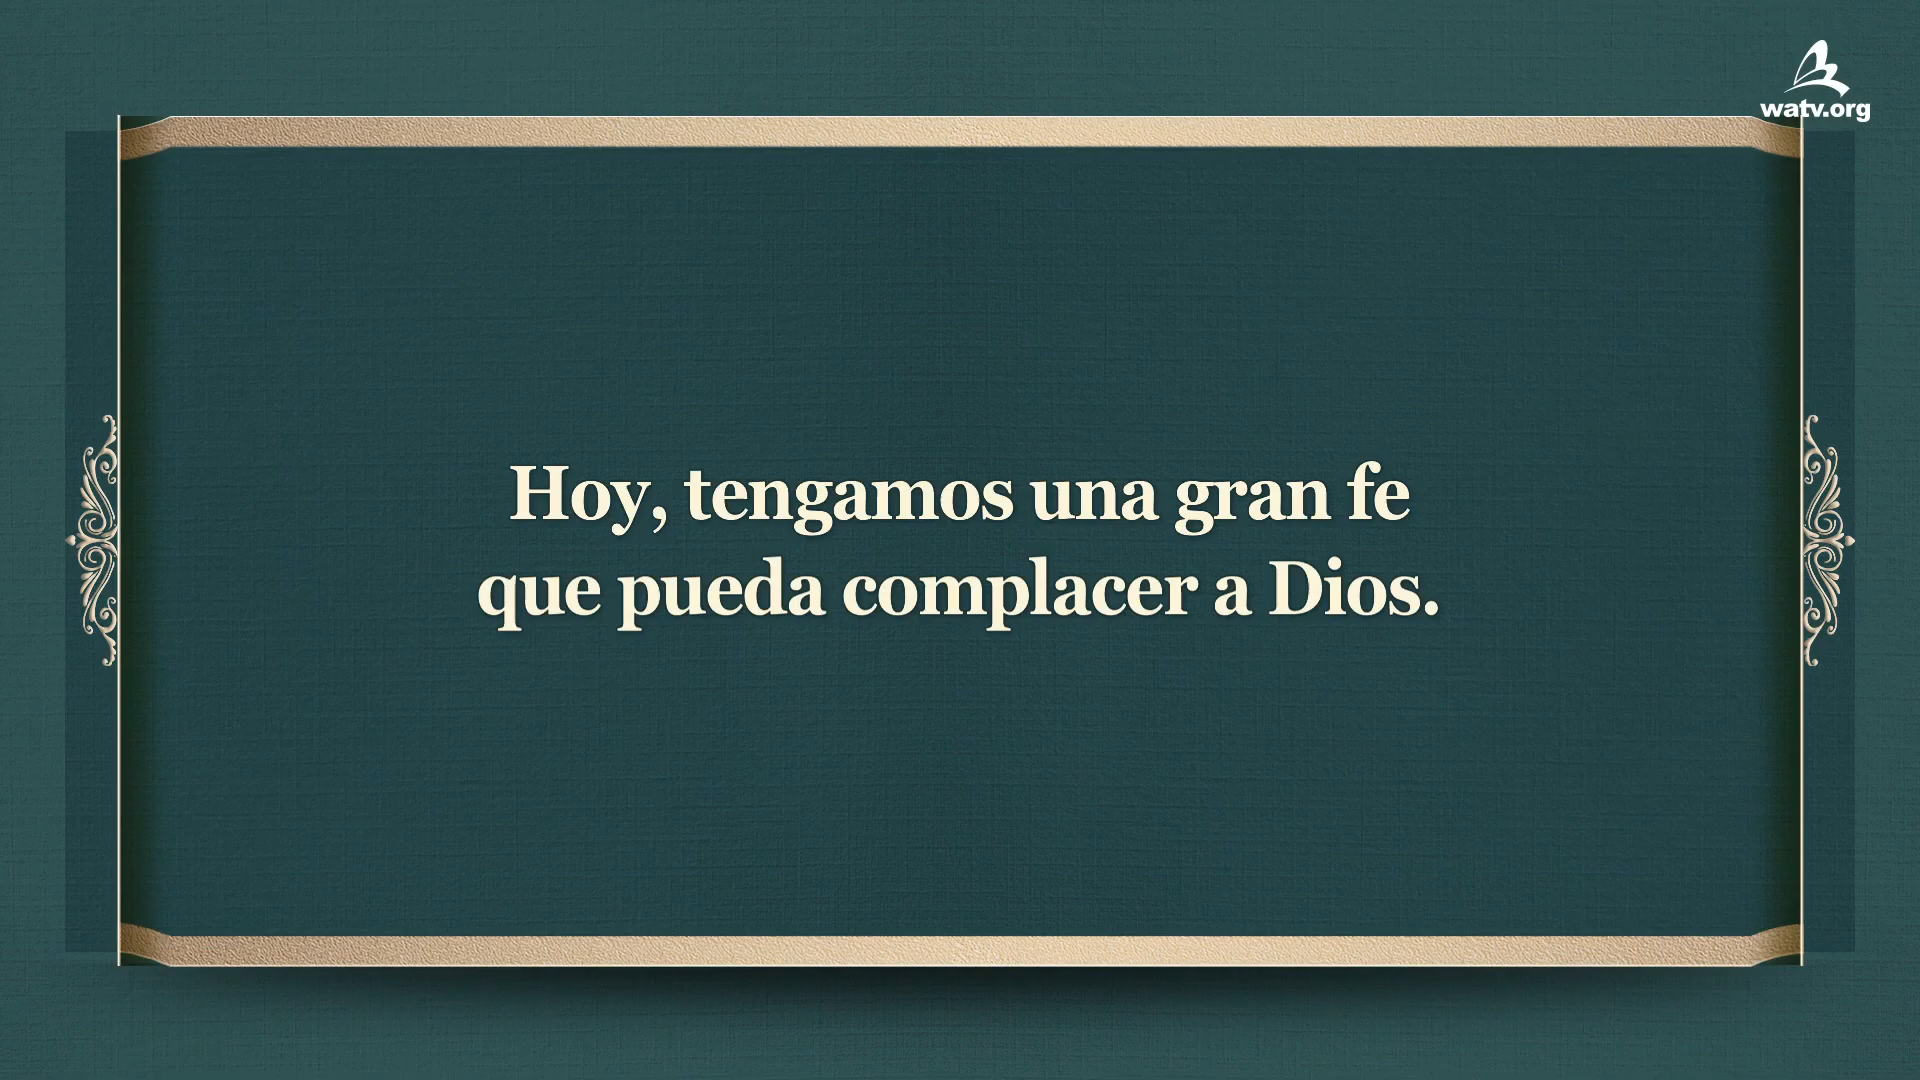 watv.org
Hoy, tengamos una gran fe
que pueda complacer a Dios.